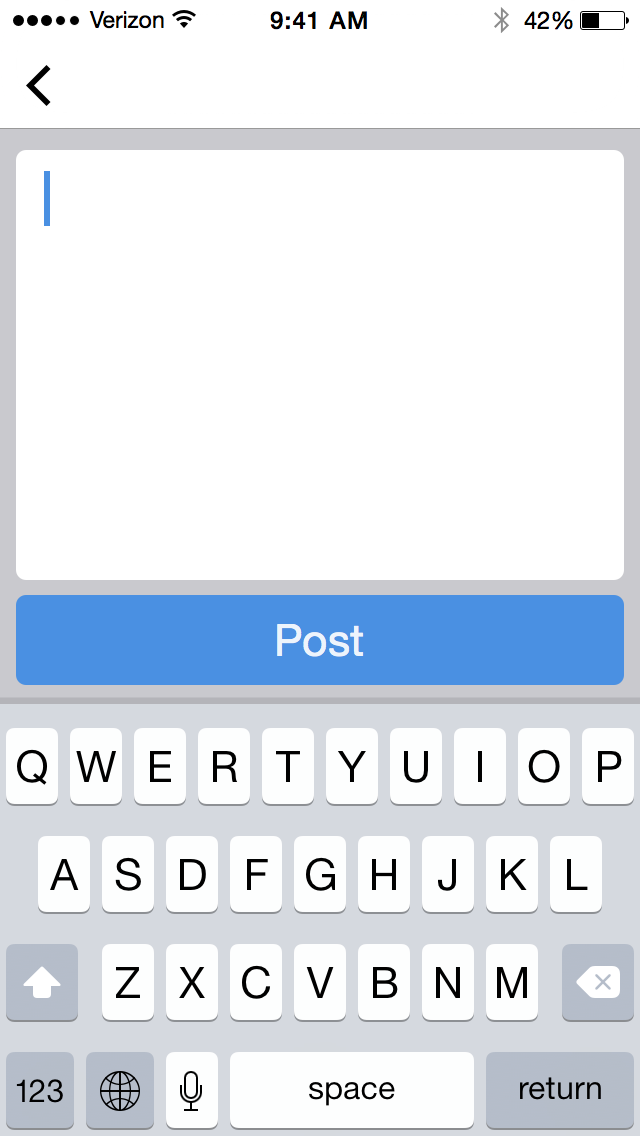 Verizon 9:41 AM 42%
Post
Q W E R T Y U I O P
A S D F G H J K L
Z X C V B N M
123 space return